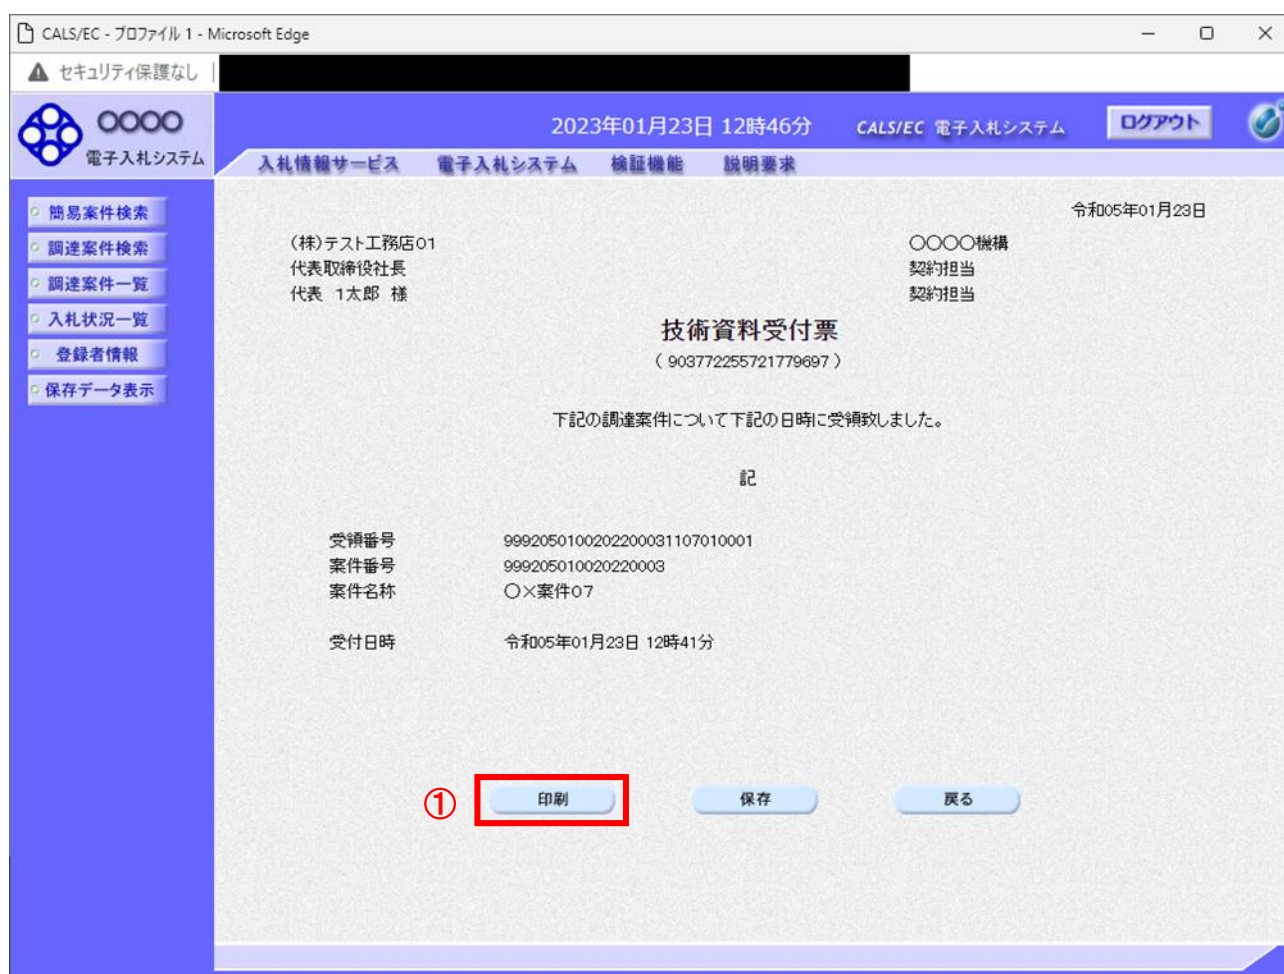 CALS/EC - プロファイル 1 - Microsoft Edge
セキュリティ保護なし
〇〇〇〇
電子入札システム
2023年01月23日 12時46分
CALS/EC 電子入札システム
ログアウト
入札情報サービス 電子入札システム 検証機能 説明要求
簡易案件検索
調達案件検索
調達案件一覧
入札状況一覧
登録者情報
保存データ表示
令和05年01月23日
(株)テスト工務店01
代表取締役社長
代表 1太郎 様
〇〇〇〇機構
契約担当
契約担当
技術資料受付票
( 903772255721779697 )
下記の調達案件について下記の日時に受領致しました。
記
受領番号 99920501002022000311070​10001
案件番号 999205010020220003
案件名称 〇×案件07
受付日時 令和05年01月23日 12時41分
① 印刷 保存 戻る